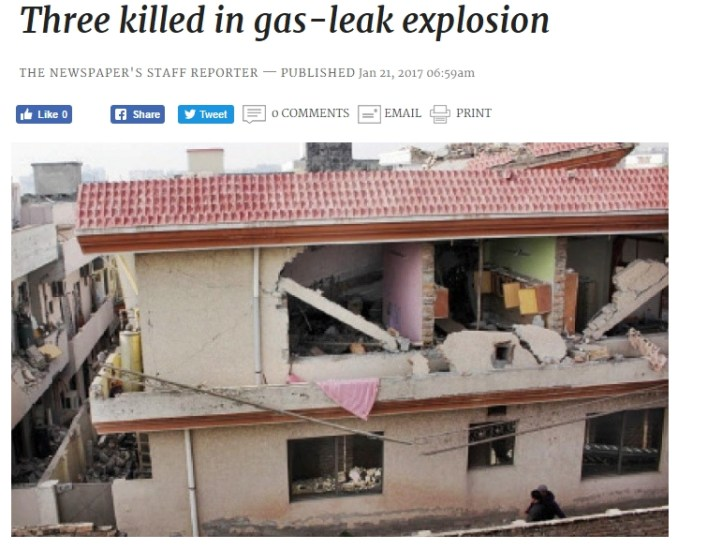 Three killed in gas-leak explosion
THE NEWSPAPER'S STAFF REPORTER — PUBLISHED Jan 21, 2017 06:59am
Like 0 Share Tweet 0 COMMENTS EMAIL PRINT